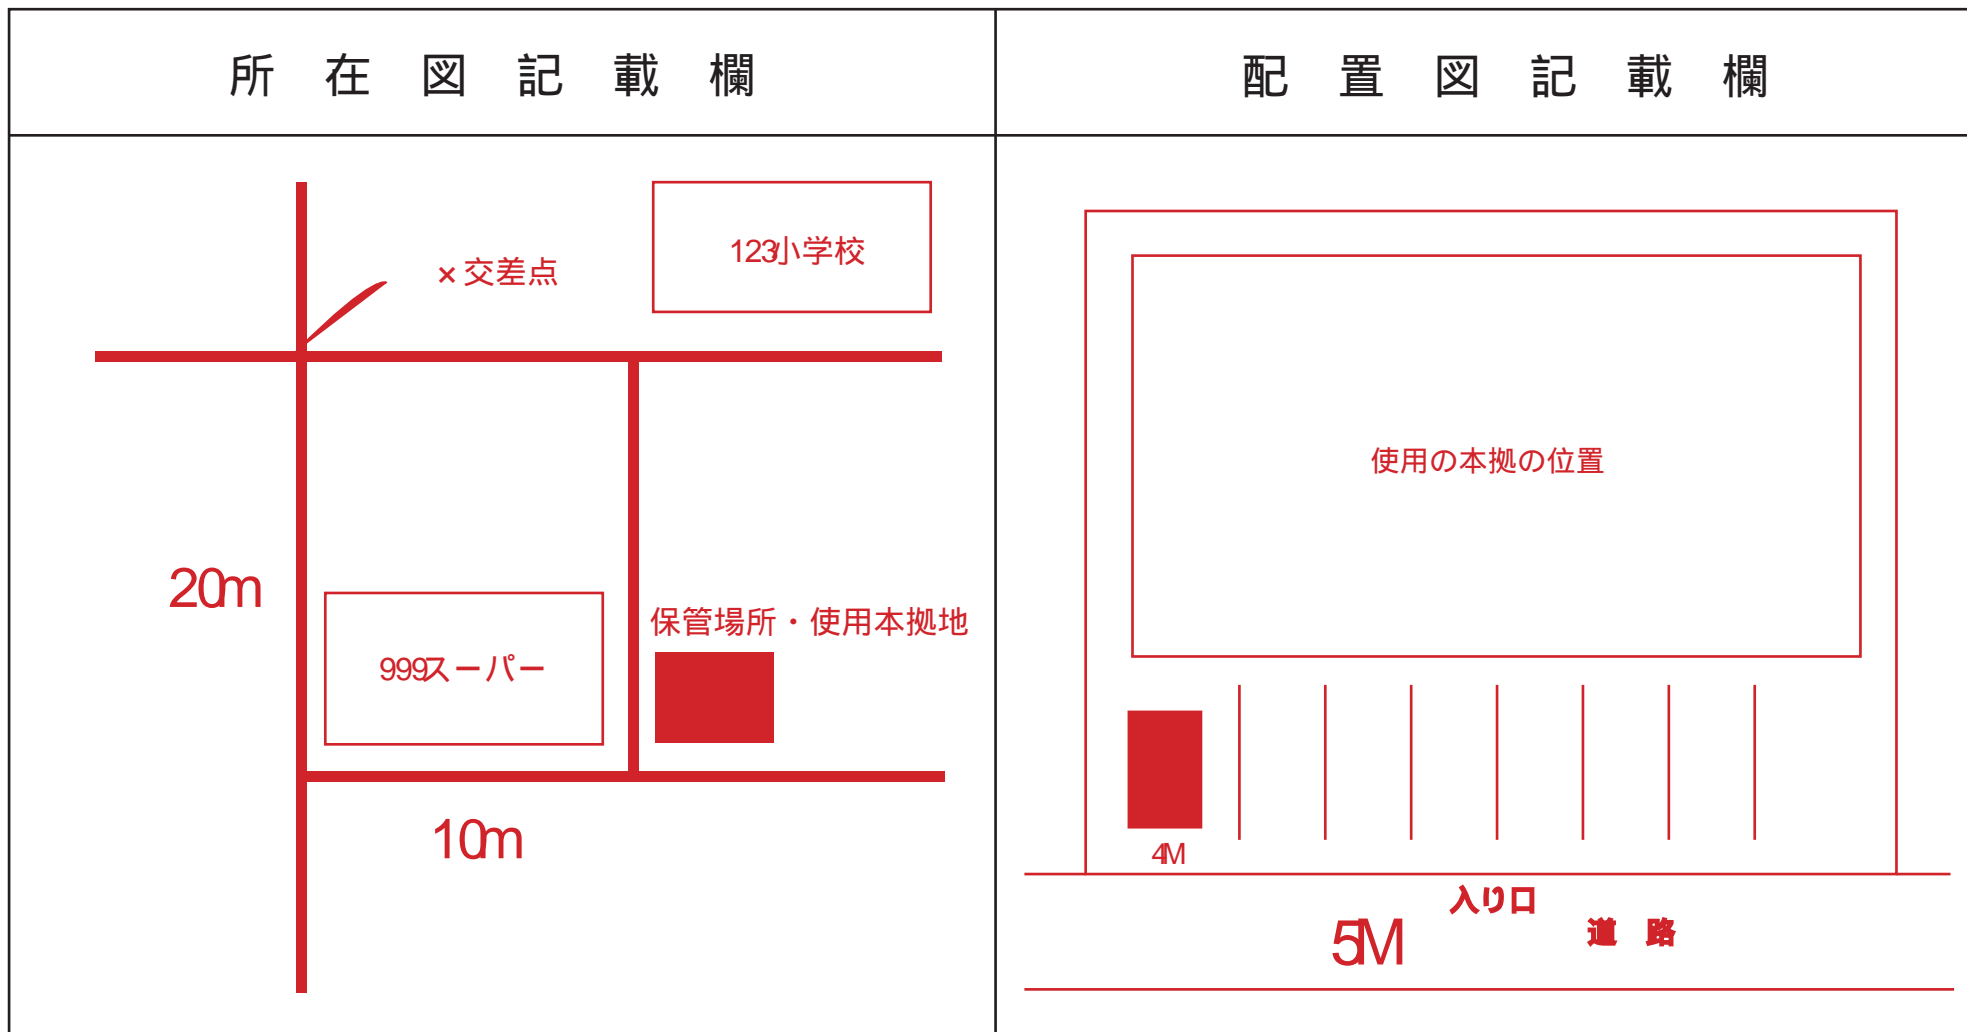 所在図記載欄
配置図記載欄
123小学校
×交差点
20m
999スーパー
保管場所・使用本拠地
10m
使用の本拠の位置
4M
入り口
5M
道路